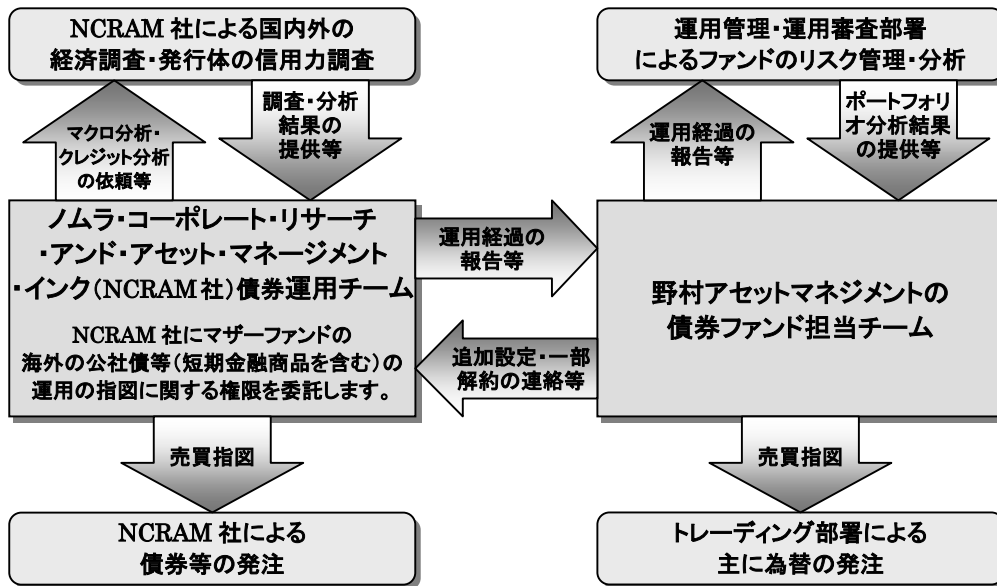 NCRAM 社による国内外の
経済調査・発行体の信用力調査
運用管理・運用審査部署
によるファンドのリスク管理・分析
マクロ分析・
クレジット分析
の依頼等
調査・分析
結果の
提供等
運用経過の
報告等
ポートフォリ
オ分析結果
の提供等
ノムラ・コーポレート・リサーチ
・アンド・アセット・マネージメント
・インク（NCRAM 社）債券運用チーム
NCRAM 社にマザーファンドの
海外の公社債等（短期金融商品を含む）の
運用の指図に関する権限を委託します。
運用経過の
報告等
追加設定・一部
解約の連絡等
野村アセットマネジメントの
債券ファンド担当チーム
売買指図
売買指図
NCRAM 社による
債券等の発注
トレーディング部署による
主に為替の発注